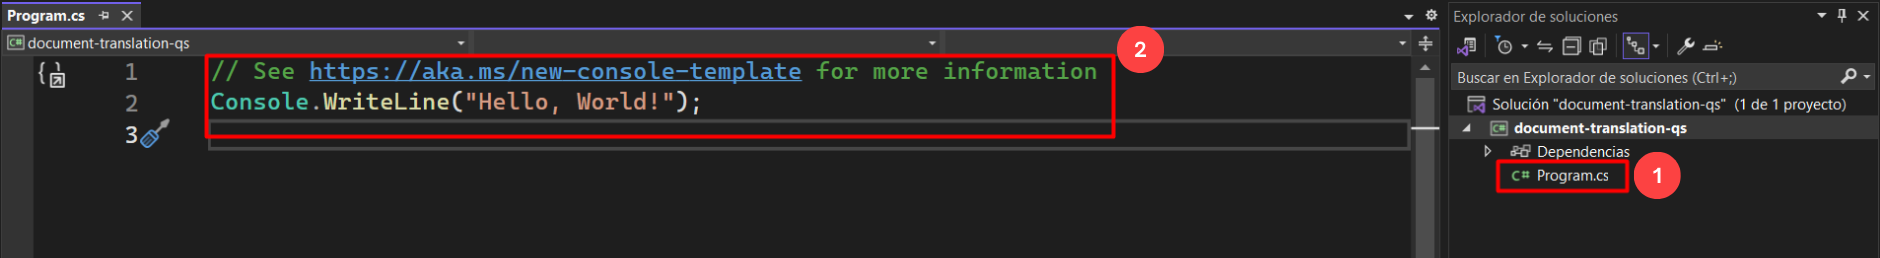 Program.cs
document-translation-qs
1 // See https://aka.ms/new-console-template for more information
2 Console.WriteLine("Hello, World!");
3
2
Explorador de soluciones
Buscar en Explorador de soluciones (Ctrl+;)
Solución "document-translation-qs" (1 de 1 proyecto)
C# document-translation-qs
Dependencias
C# Program.cs
1